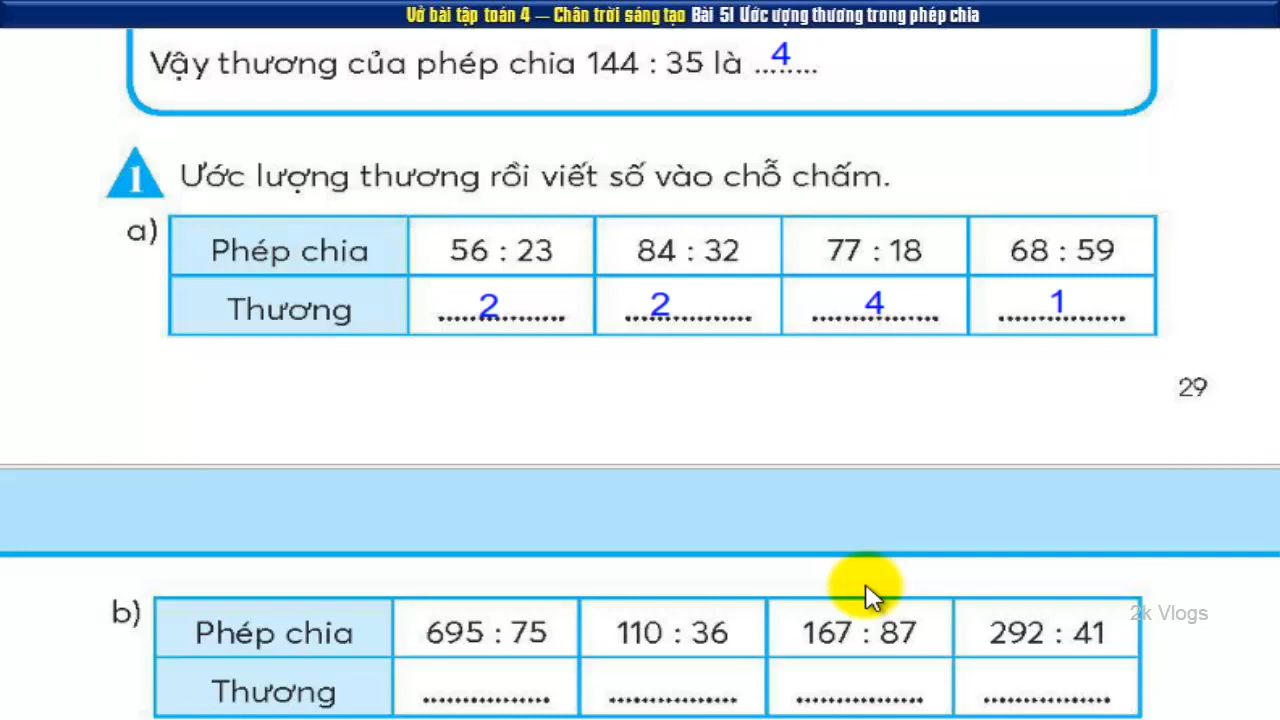 Vở bài tập toán 4 – Chân trời sáng tạo Bài 51 Ước ượng thương trong phép chia
Vậy thương của phép chia 144 : 35 là ...4.....
1 Ước lượng thương rồi viết số vào chỗ chấm.
a) Phép chia 56 : 23 84 : 32 77 : 18 68 : 59
Thương 2 2 4 1
29
2k Vlogs
b) Phép chia 695 : 75 110 : 36 167 : 87 292 : 41
Thương ................ ................ ................ ................